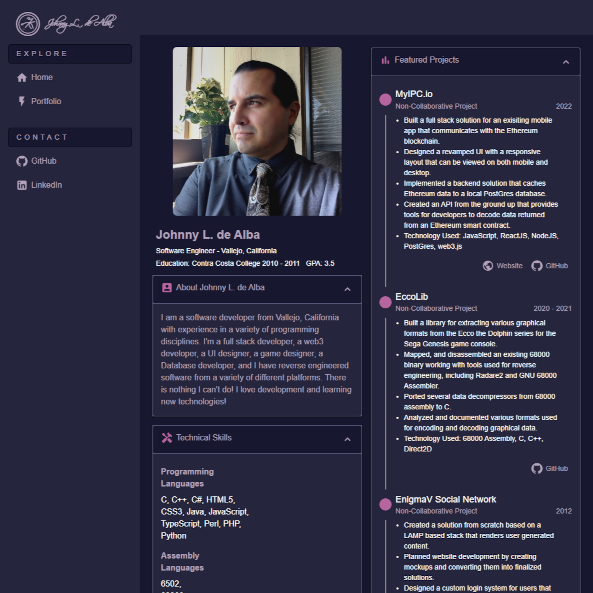 Johnny L. de Alba
EXPLORE
Home
Portfolio
CONTACT
GitHub
LinkedIn
Johnny L. de Alba
Software Engineer - Vallejo, California
Education: Contra Costa College 2010 - 2011 GPA: 3.5
About Johnny L. de Alba
I am a software developer from Vallejo, California
with experience in a variety of programming
disciplines. I'm a full stack developer, a web3
developer, a UI designer, a game designer, a
Database developer, and I have reverse engineered
software from a variety of different platforms. There
is nothing I can't do! I love development and learning
new technologies!
Technical Skills
Programming
Languages
C, C++, C#, HTML5,
CSS3, Java, JavaScript,
TypeScript, Perl, PHP,
Python
Assembly
Languages
6502,
Featured Projects
MyIPC.io
Non-Collaborative Project 2022
• Built a full stack solution for an exisiting mobile
app that communicates with the Ethereum
blockchain.
• Designed a revamped UI with a responsive
layout that can be viewed on both mobile and
desktop.
• Implemented a backend solution that caches
Ethereum data to a local PostGres database.
• Created an API from the ground up that provides
tools for developers to decode data returned
from an Ethereum smart contract.
• Technology Used: JavaScript, ReactJS, NodeJS,
PostGres, web3.js
Website GitHub
EccoLib
Non-Collaborative Project 2020 - 2021
• Built a library for extracting various graphical
formats from the Ecco the Dolphin series for the
Sega Genesis game console.
• Mapped, and disassembled an existing 68000
binary working with tools used for reverse
engineering, including Radare2 and GNU 68000
Assembler.
• Ported several data decompressors from 68000
assembly to C.
• Analyzed and documented various formats used
for encoding and decoding graphical data.
• Technology Used: 68000 Assembly, C, C++,
Direct2D
GitHub
EnigmaV Social Network
Non-Collaborative Project 2012
• Created a solution from scratch based on a
LAMP based stack that renders user generated
content.
• Planned website development by creating
mockups and converting them into finalized
solutions.
• Designed a custom login system for users that